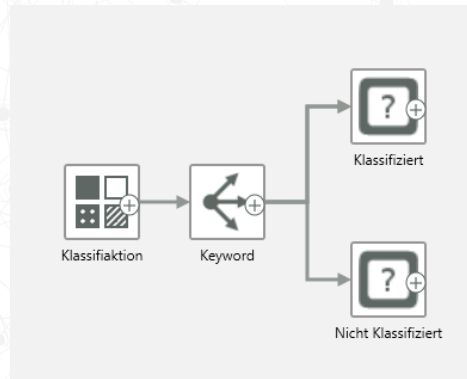 ?
Klassifiziert
Klassifiaktion
Keyword
?
Nicht Klassifiziert